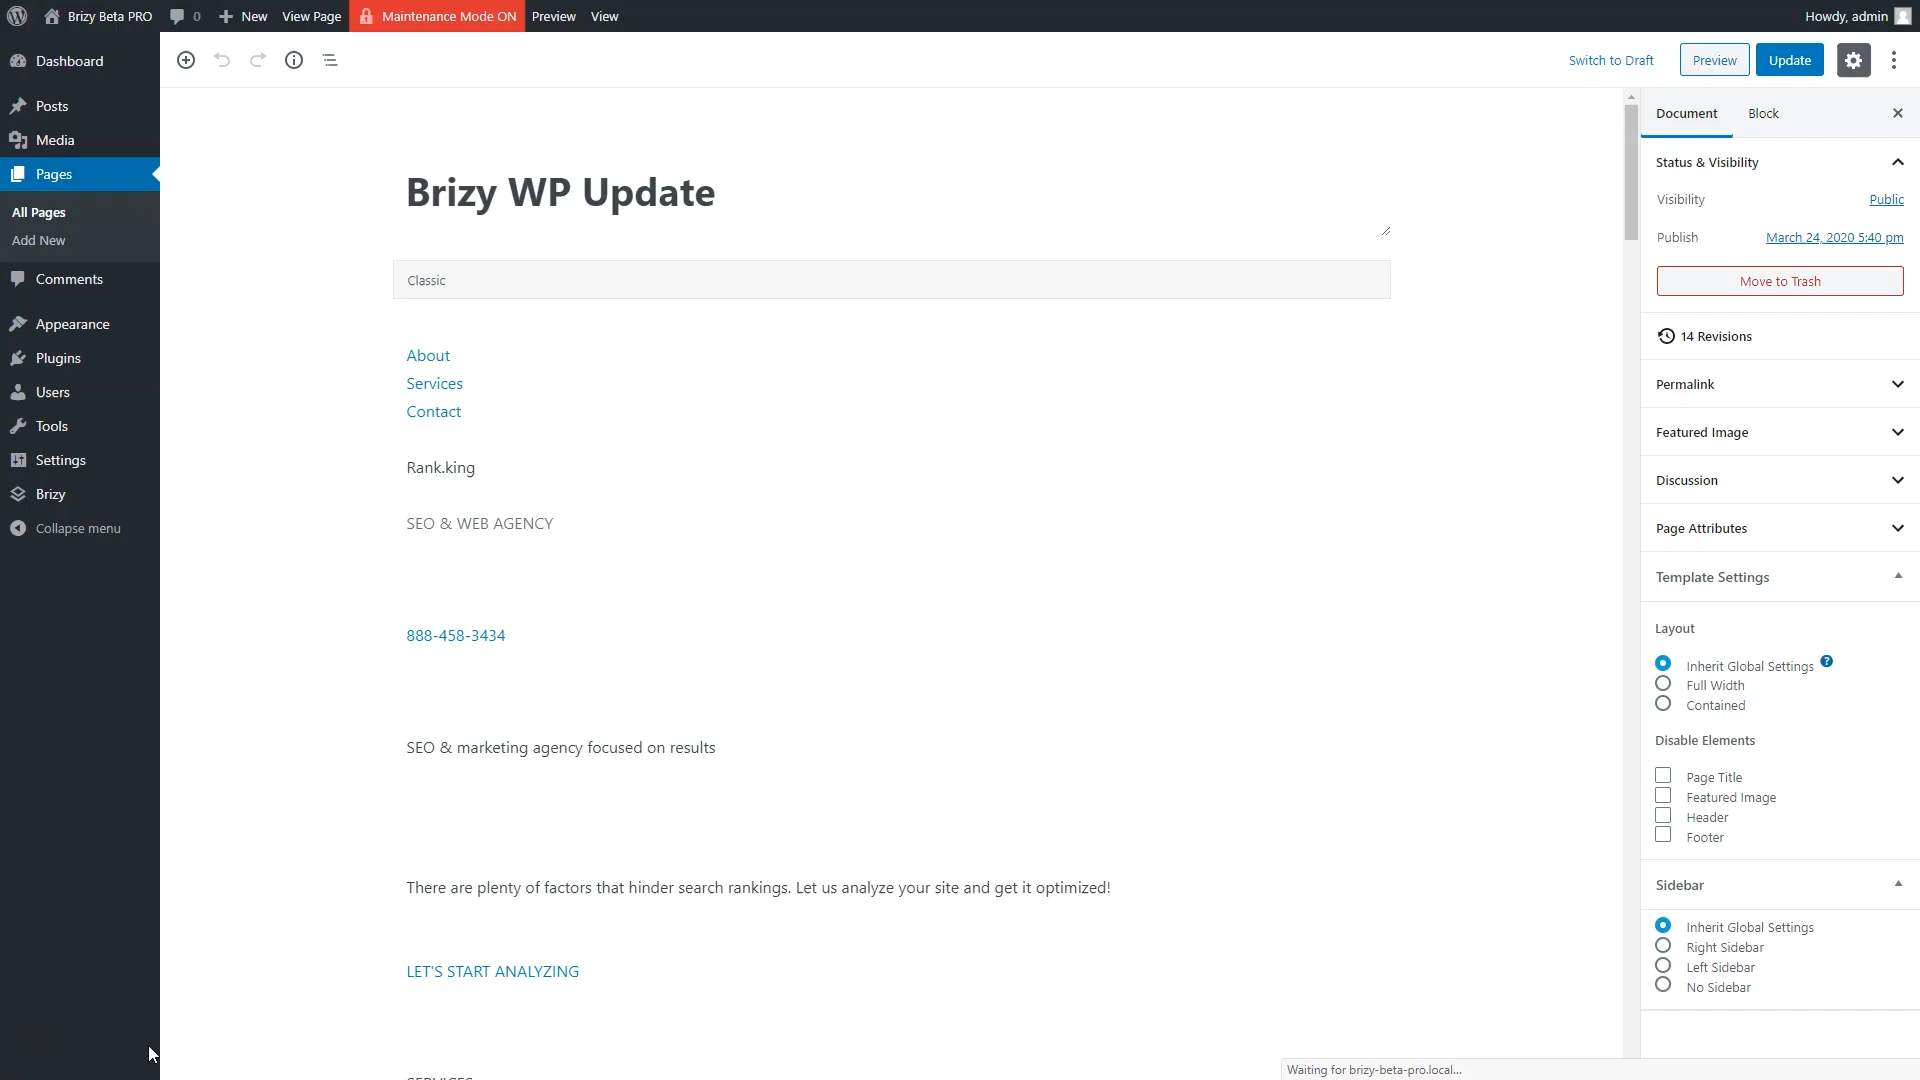 Brizy Beta PRO
0
New
View Page
Maintenance Mode ON
Preview
View
Howdy, admin
Dashboard
Posts
Media
Pages
All Pages
Add New
Comments
Appearance
Plugins
Users
Tools
Settings
Brizy
Collapse menu
Switch to Draft
Preview
Update
Brizy WP Update
Classic
About
Services
Contact
Rank.king
SEO & WEB AGENCY
888-458-3434
SEO & marketing agency focused on results
There are plenty of factors that hinder search rankings. Let us analyze your site and get it optimized!
LET'S START ANALYZING
SERVICES
Document
Block
Status & Visibility
Visibility
Public
Publish
March 24, 2020 5:40 pm
Move to Trash
14 Revisions
Permalink
Featured Image
Discussion
Page Attributes
Template Settings
Layout
Inherit Global Settings ?
Full Width
Contained
Disable Elements
Page Title
Featured Image
Header
Footer
Sidebar
Inherit Global Settings
Right Sidebar
Left Sidebar
No Sidebar
Waiting for brizy-beta-pro.local...